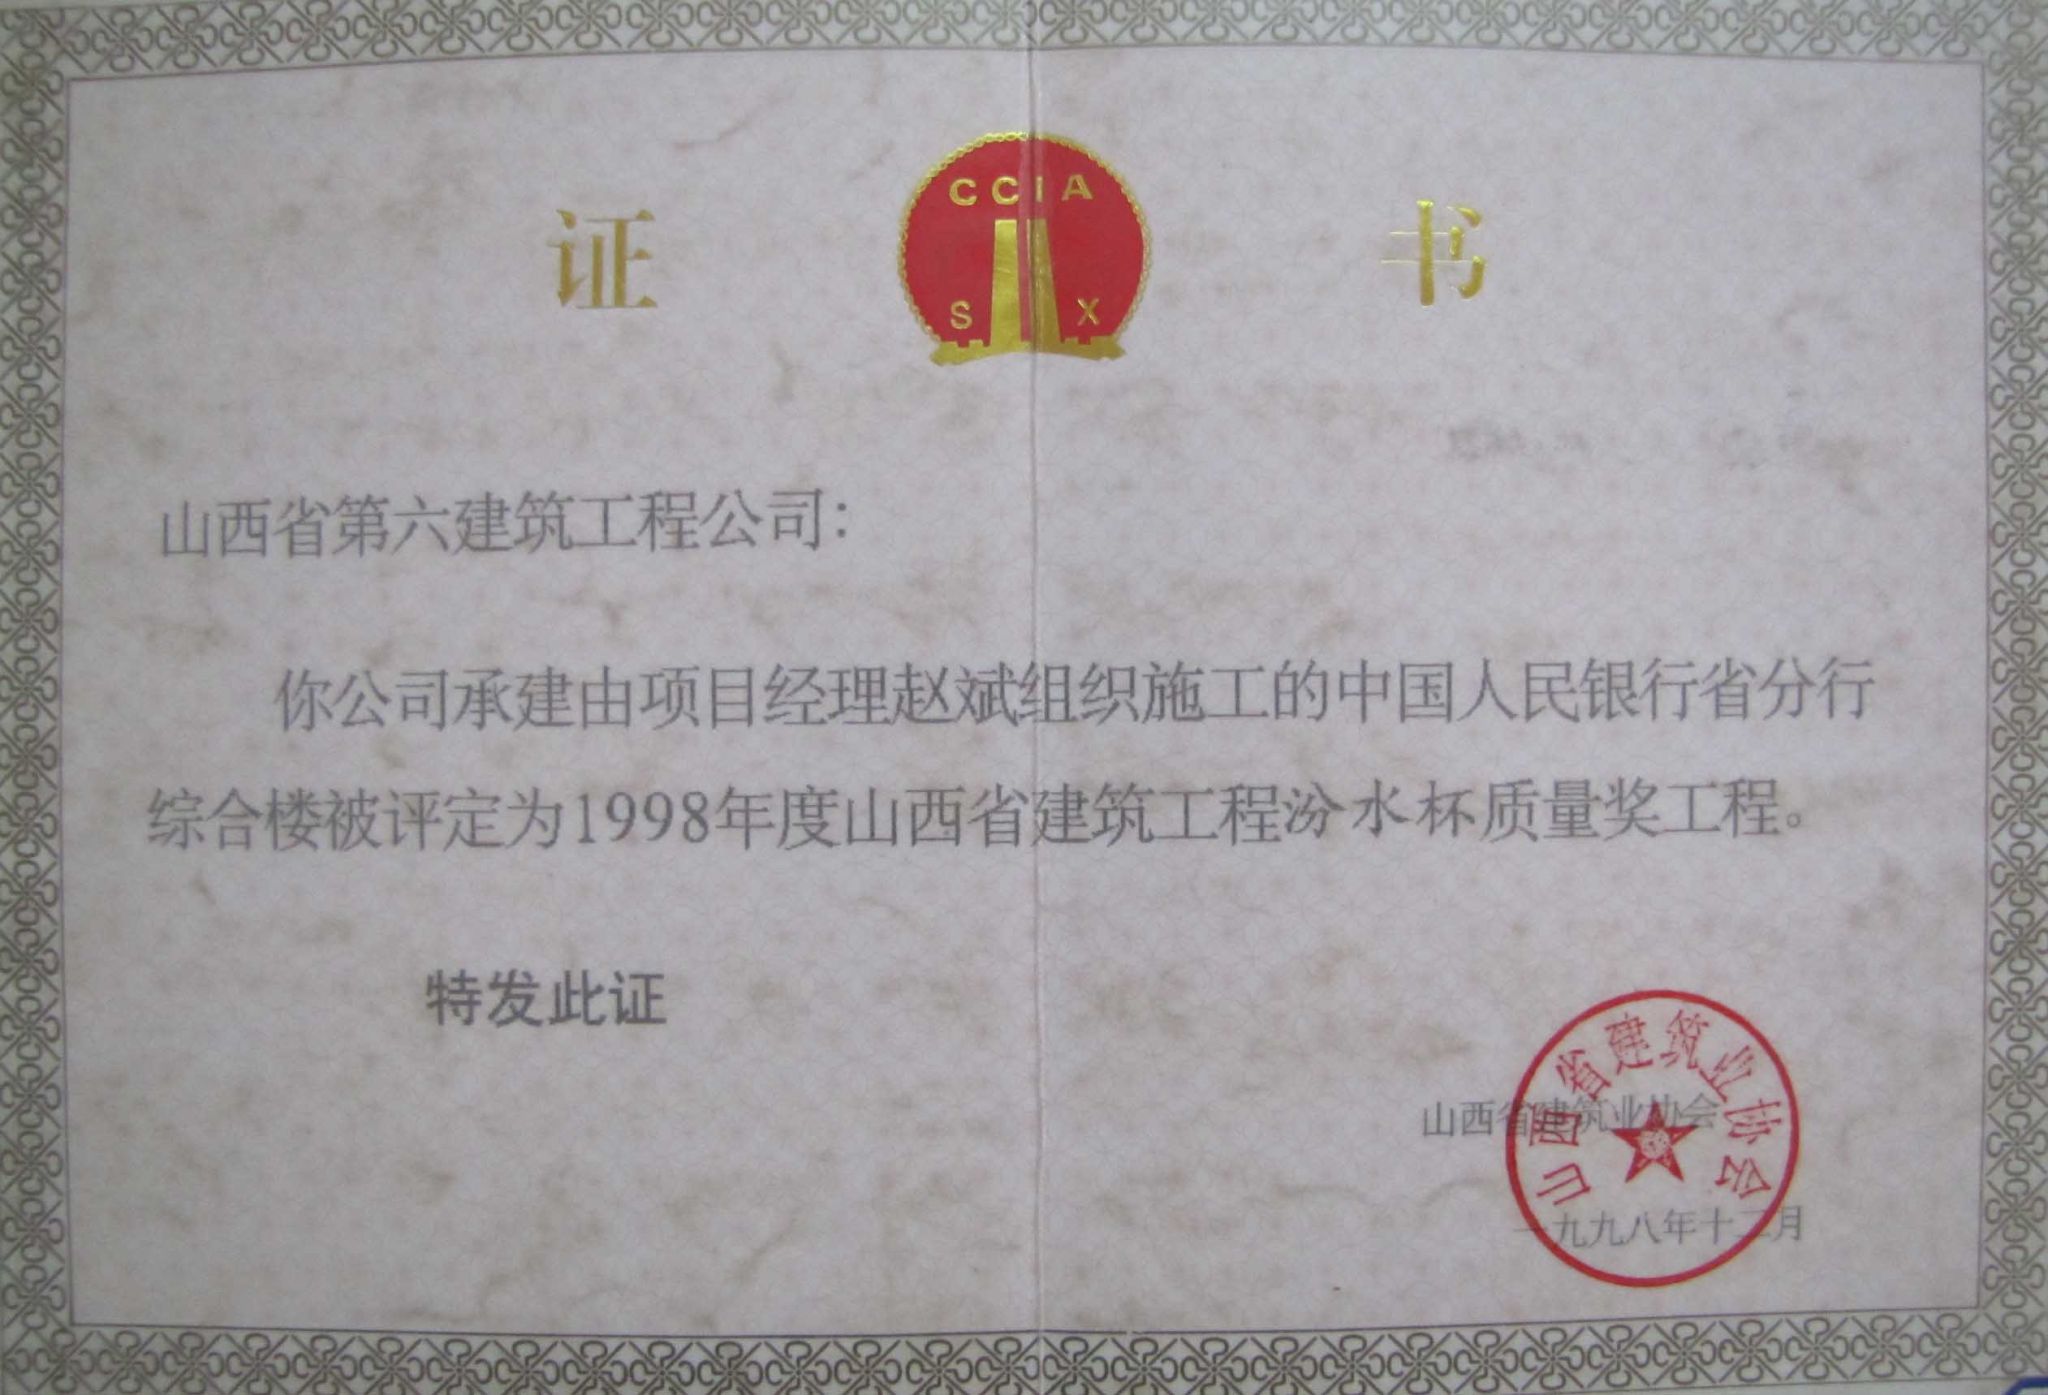 CCIA
证 书
S X
山西省第六建筑工程公司：
你公司承建由项目经理赵斌组织施工的中国人民银行省分行
综合楼被评定为1998年度山西省建筑工程汾水杯质量奖工程。
特发此证
山西省建筑业协会
山西省建筑业协会
一九九八年十二月